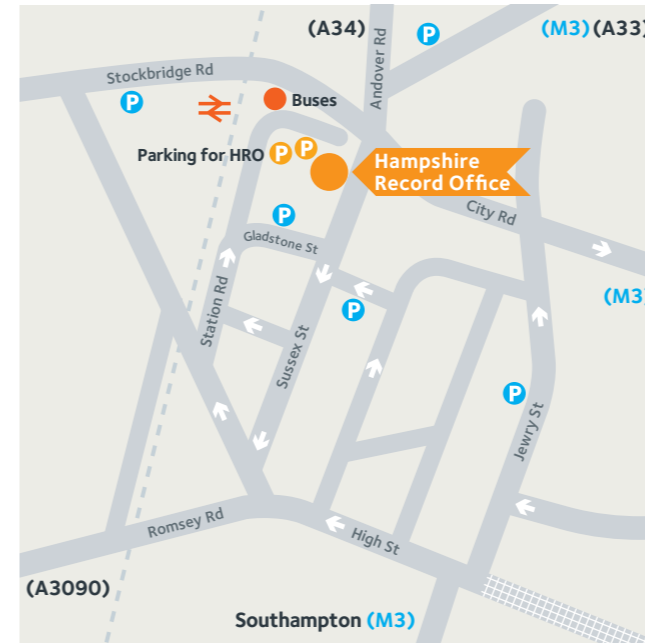 (A34)
P
(M3) (A33)
Andover Rd
Stockbridge Rd
P
Buses
Parking for HRO
P P
Hampshire
Record Office
City Rd
P
Gladstone St
(M3)
Station Rd
P
Sussex St
P
Jewry St
Romsey Rd
High St
(A3090)
Southampton (M3)